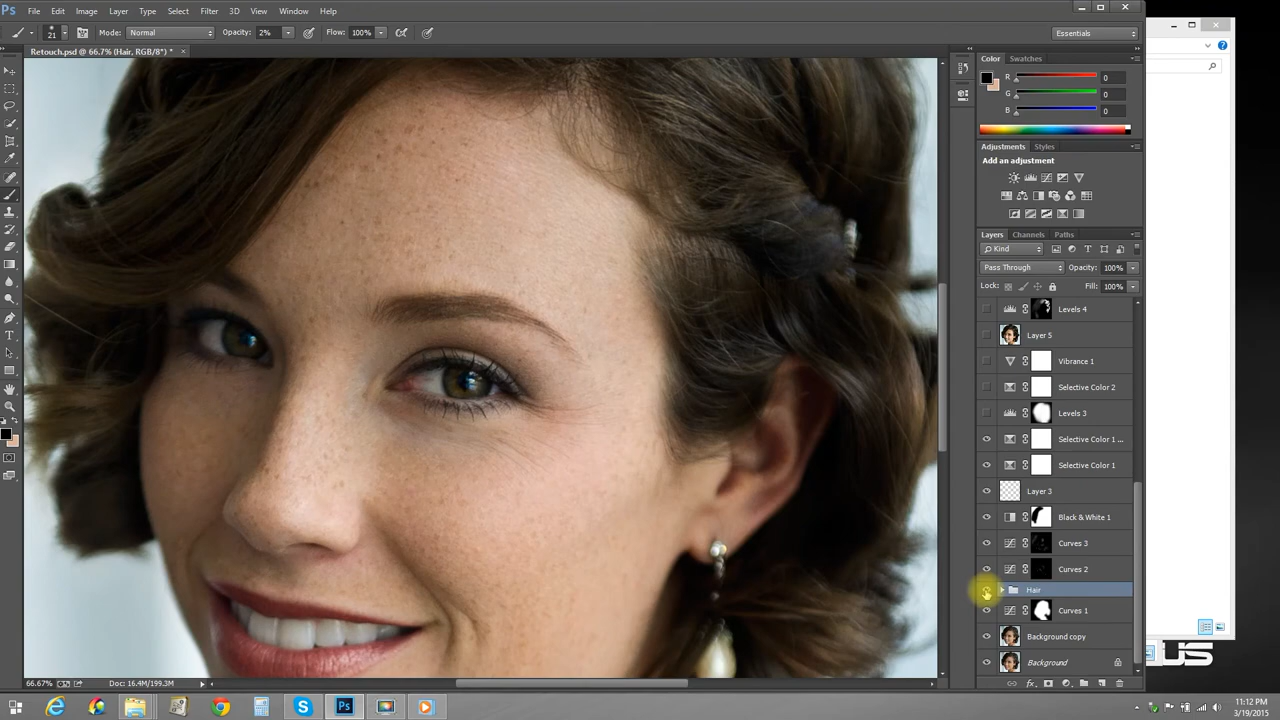 Ps File Edit Image Layer Type Select Filter 3D View Window Help
21 Mode: Normal Opacity: 2% Flow: 100% Essentials
Retouch.psd @ 66.7% (Hair, RGB/8*) *
Color Swatches
R 0
G 0
B 0
Adjustments Styles
Add an adjustment
Layers Channels Paths
Kind
Pass Through Opacity: 100%
Lock: Fill: 100%
Levels 4
Layer 5
Vibrance 1
Selective Color 2
Levels 3
Selective Color 1 ...
Selective Color 1
Layer 3
Black & White 1
Curves 3
Curves 2
Hair
Curves 1
Background copy
Background
US
66.67% Doc: 16.4M/199.3M
Ps
11:12 PM
3/19/2015